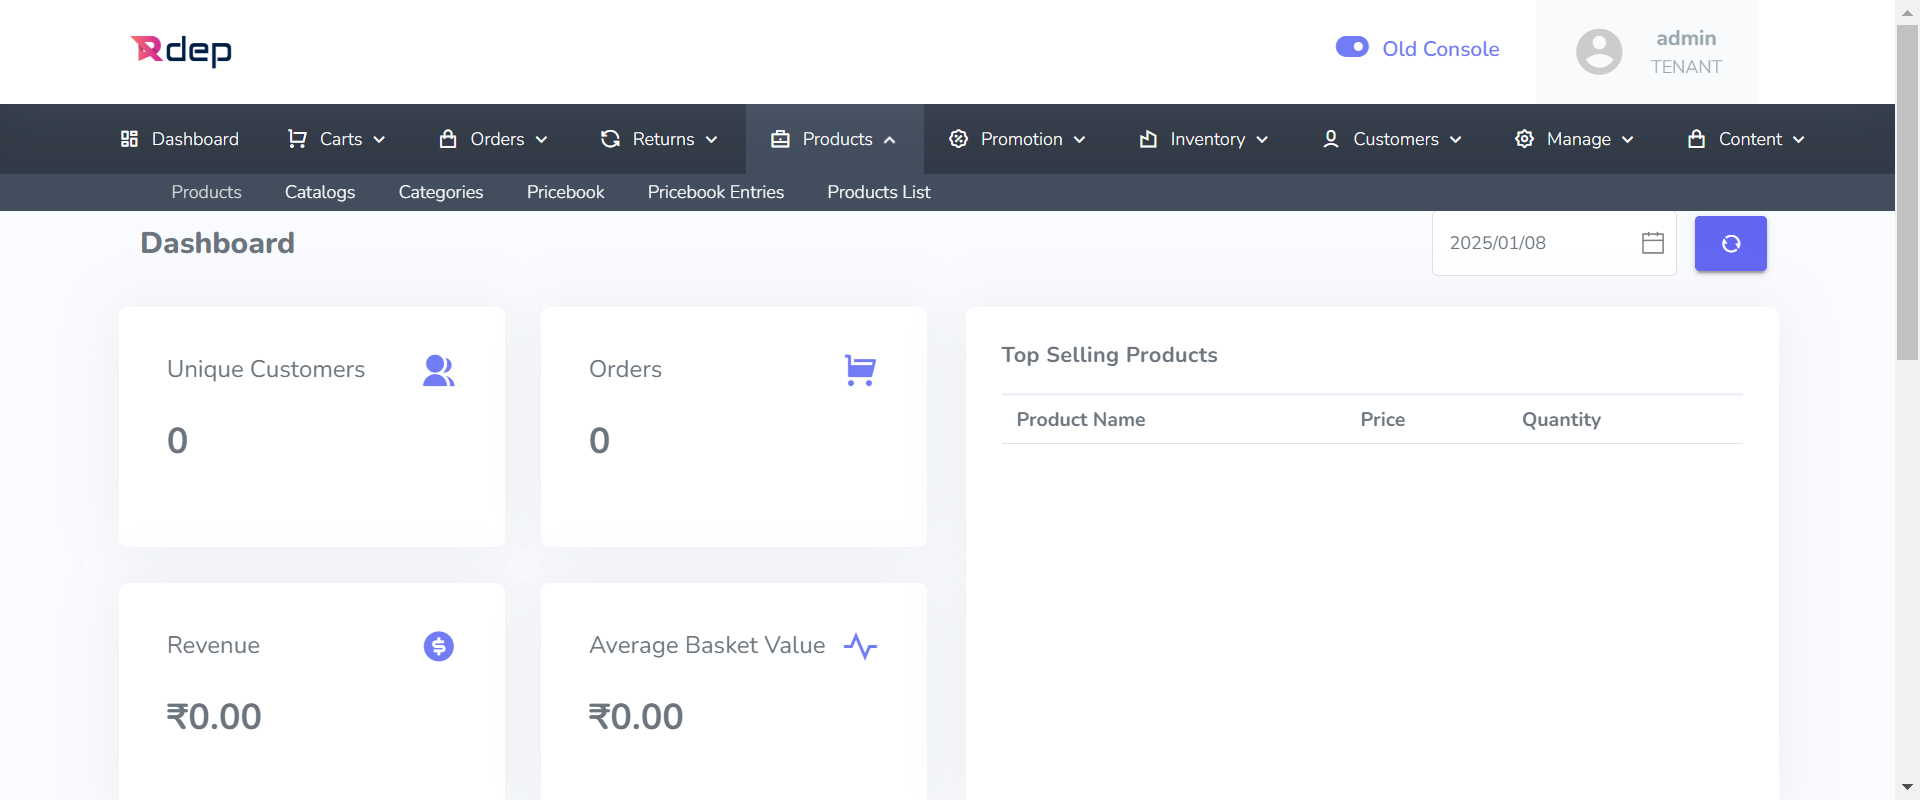 Rdep
Old Console
admin
TENANT
Dashboard Carts Orders Returns Products Promotion Inventory Customers Manage Content
Products Catalogs Categories Pricebook Pricebook Entries Products List
Dashboard
2025/01/08
Unique Customers
0
Orders
0
Top Selling Products
Product Name Price Quantity
Revenue
₹0.00
Average Basket Value
₹0.00